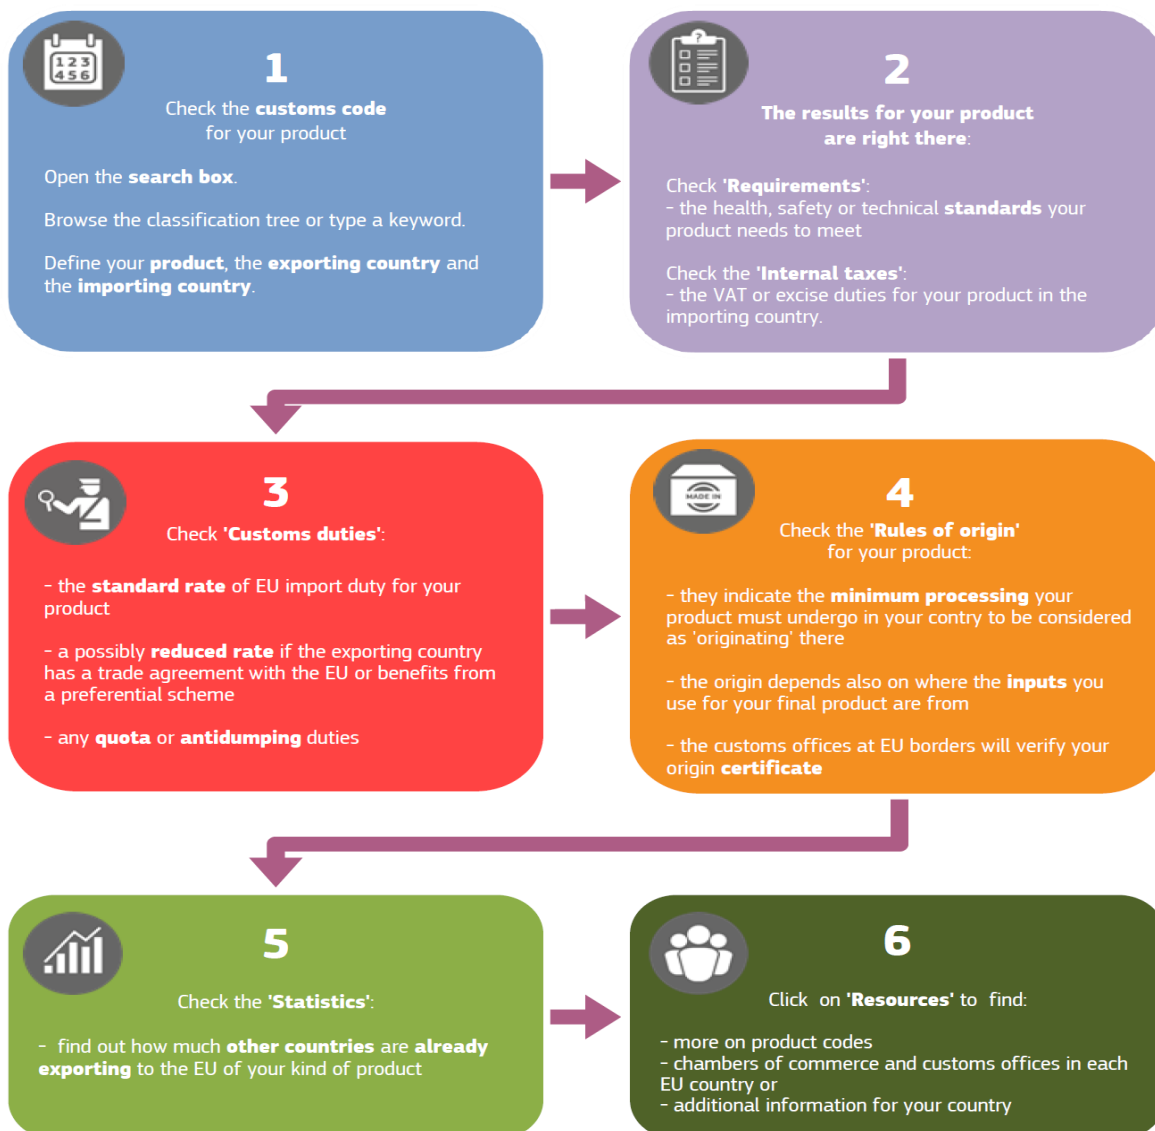 1 2 3
4 5 6
1
Check the customs code
for your product
Open the search box.
Browse the classification tree or type a keyword.
Define your product, the exporting country and
the importing country.
?
2
The results for your product
are right there:
Check 'Requirements':
- the health, safety or technical standards your
product needs to meet
Check the 'Internal taxes':
- the VAT or excise duties for your product in the
importing country.
3
Check 'Customs duties':
- the standard rate of EU import duty for your
product
- a possibly reduced rate if the exporting country
has a trade agreement with the EU or benefits from
a preferential scheme
- any quota or antidumping duties
MADE IN
4
Check the 'Rules of origin'
for your product:
- they indicate the minimum processing your
product must undergo in your contry to be considered
as 'originating' there
- the origin depends also on where the inputs you
use for your final product are from
- the customs offices at EU borders will verify your
origin certificate
5
Check the 'Statistics':
- find out how much other countries are already
exporting to the EU of your kind of product
6
Click on 'Resources' to find:
- more on product codes
- chambers of commerce and customs offices in each
EU country or
- additional information for your country